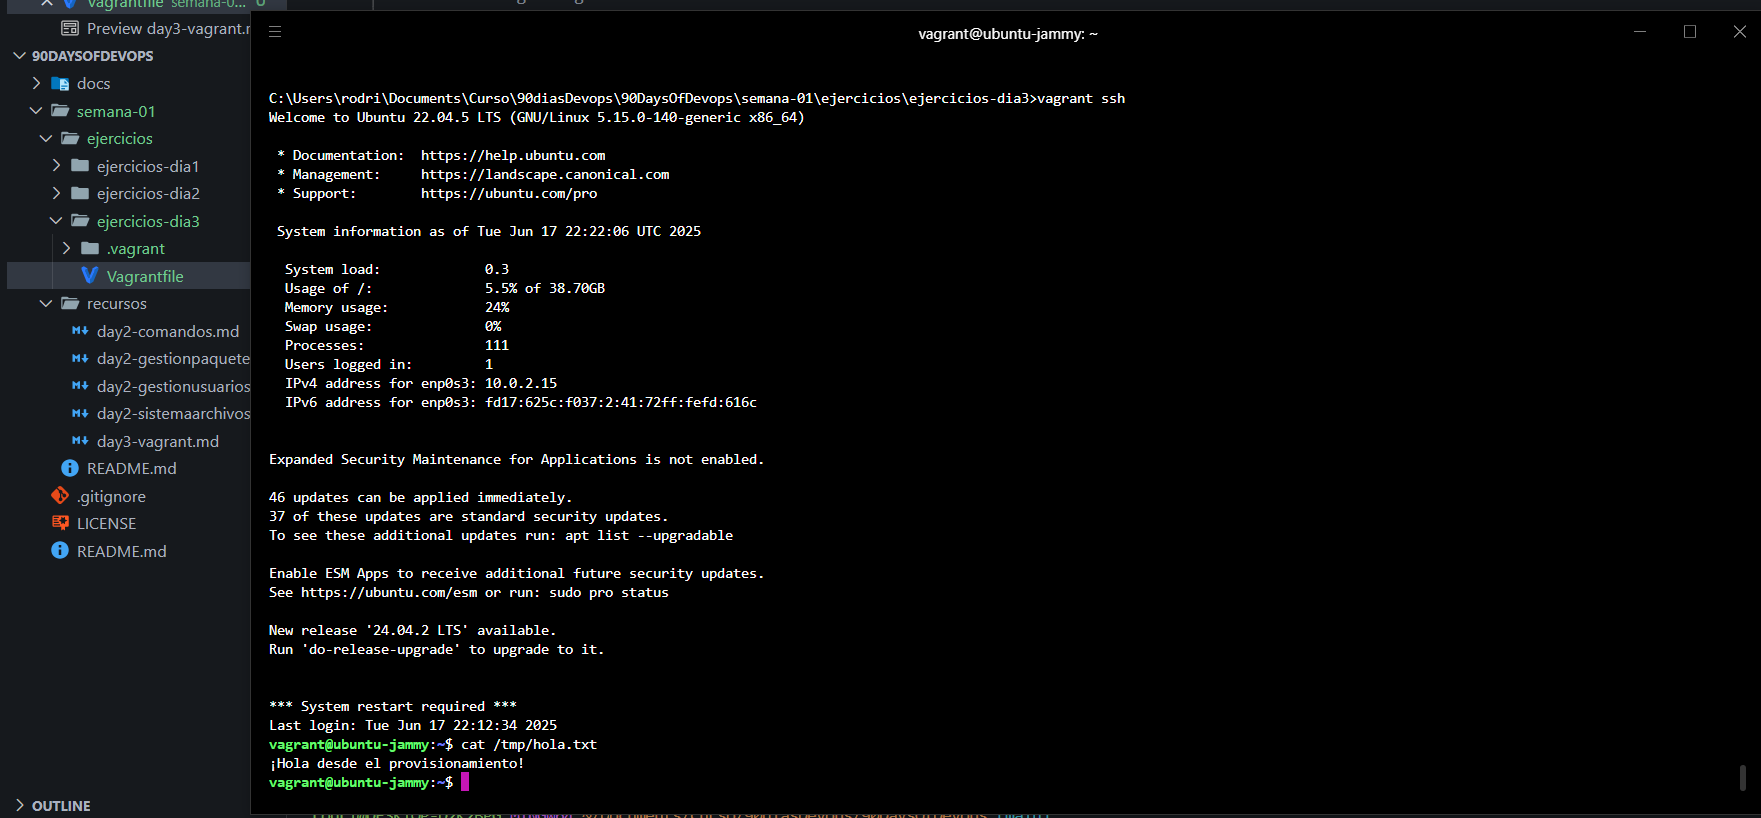 Vagrantfile semana-0... U
Preview day3-vagrant.r
90DAYSOFDEVOPS
docs
semana-01
ejercicios
ejercicios-dia1
ejercicios-dia2
ejercicios-dia3
.vagrant
Vagrantfile
recursos
day2-comandos.md
day2-gestionpaquete
day2-gestionusuarios
day2-sistemaarchivos
day3-vagrant.md
README.md
.gitignore
LICENSE
README.md
OUTLINE
vagrant@ubuntu-jammy: ~
C:\Users\rodri\Documents\Curso\90diasDevops\90DaysOfDevops\semana-01\ejercicios\ejercicios-dia3>vagrant ssh
Welcome to Ubuntu 22.04.5 LTS (GNU/Linux 5.15.0-140-generic x86_64)
* Documentation: https://help.ubuntu.com
* Management: https://landscape.canonical.com
* Support: https://ubuntu.com/pro
System information as of Tue Jun 17 22:22:06 UTC 2025
System load: 0.3
Usage of /: 5.5% of 38.70GB
Memory usage: 24%
Swap usage: 0%
Processes: 111
Users logged in: 1
IPv4 address for enp0s3: 10.0.2.15
IPv6 address for enp0s3: fd17:625c:f037:2:41:72ff:fefd:616c
Expanded Security Maintenance for Applications is not enabled.
46 updates can be applied immediately.
37 of these updates are standard security updates.
To see these additional updates run: apt list --upgradable
Enable ESM Apps to receive additional future security updates.
See https://ubuntu.com/esm or run: sudo pro status
New release '24.04.2 LTS' available.
Run 'do-release-upgrade' to upgrade to it.
*** System restart required ***
Last login: Tue Jun 17 22:12:34 2025
vagrant@ubuntu-jammy:~$ cat /tmp/hola.txt
¡Hola desde el provisionamiento!
vagrant@ubuntu-jammy:~$